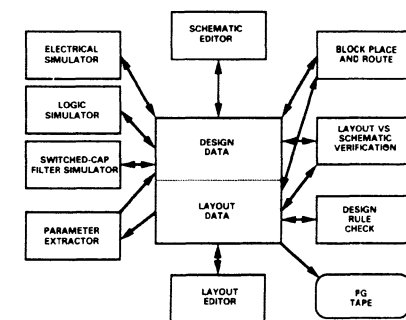 ELECTRICAL
SIMULATOR
SCHEMATIC
EDITOR
BLOCK PLACE
AND ROUTE
LOGIC
SIMULATOR
DESIGN
DATA
LAYOUT VS
SCHEMATIC
VERIFICATION
SWITCHED-CAP
FILTER SIMULATOR
LAYOUT
DATA
PARAMETER
EXTRACTOR
DESIGN
RULE
CHECK
LAYOUT
EDITOR
PG
TAPE